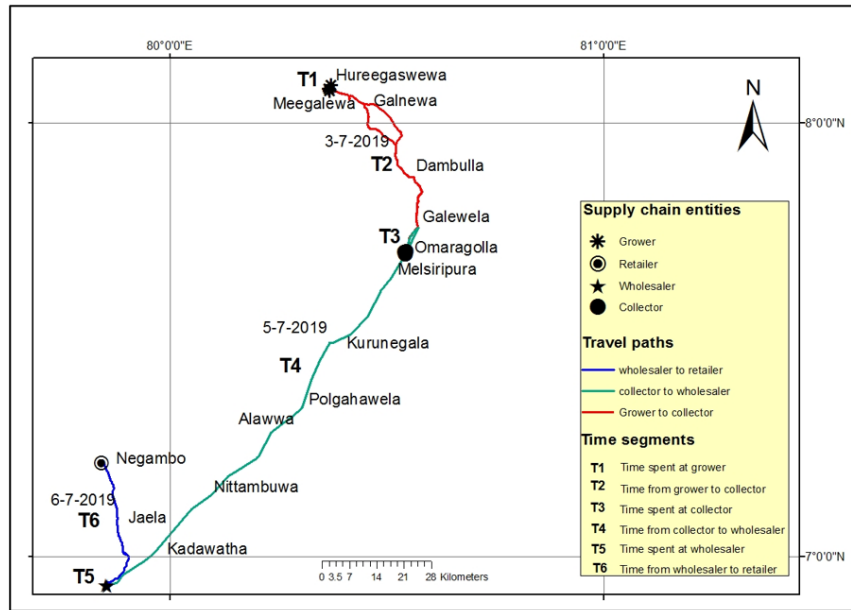 80°0'0"E 81°0'0"E
T1 Hureegaswewa
Meegalewa Galnewa
N
8°0'0"N
3-7-2019
T2 Dambulla
Galewela
T3 Omaragolla
Melsiripura
5-7-2019
Kurunegala
T4
Polgahawela
Alawwa
Negambo
Nittambuwa
6-7-2019
T6 Jaela
Kadawatha
7°0'0"N
T5
0 3.5 7 14 21 28 Kilometers
Supply chain entities
Grower
Retailer
Wholesaler
Collector
Travel paths
wholesaler to retailer
collector to wholesaler
Grower to collector
Time segments
T1 Time spent at grower
T2 Time from grower to collector
T3 Time spent at collector
T4 Time from collector to wholesaler
T5 Time spent at wholesaler
T6 Time from wholesaler to retailer